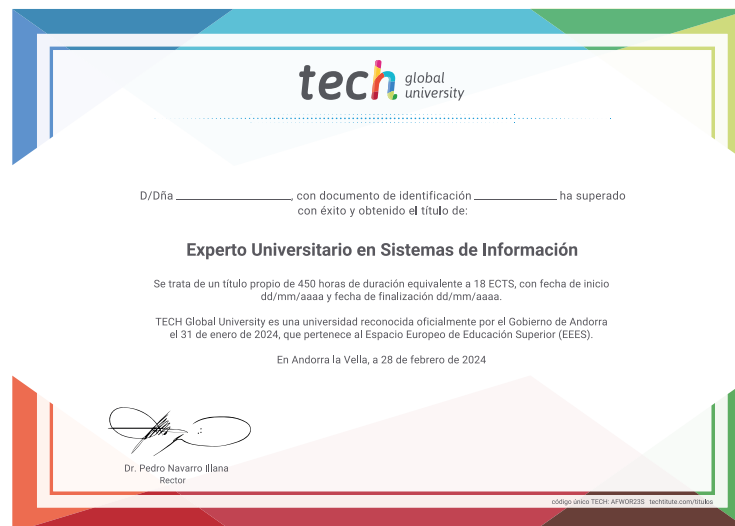 tech global
university
D/Dña ____________________, con documento de identificación ______________ ha superado
con éxito y obtenido el título de:
Experto Universitario en Sistemas de Información
Se trata de un título propio de 450 horas de duración equivalente a 18 ECTS, con fecha de inicio
dd/mm/aaaa y fecha de finalización dd/mm/aaaa.
TECH Global University es una universidad reconocida oficialmente por el Gobierno de Andorra
el 31 de enero de 2024, que pertenece al Espacio Europeo de Educación Superior (EEES).
En Andorra la Vella, a 28 de febrero de 2024
Dr. Pedro Navarro Illana
Rector
código único TECH: AFWOR23S techtitute.com/titulos